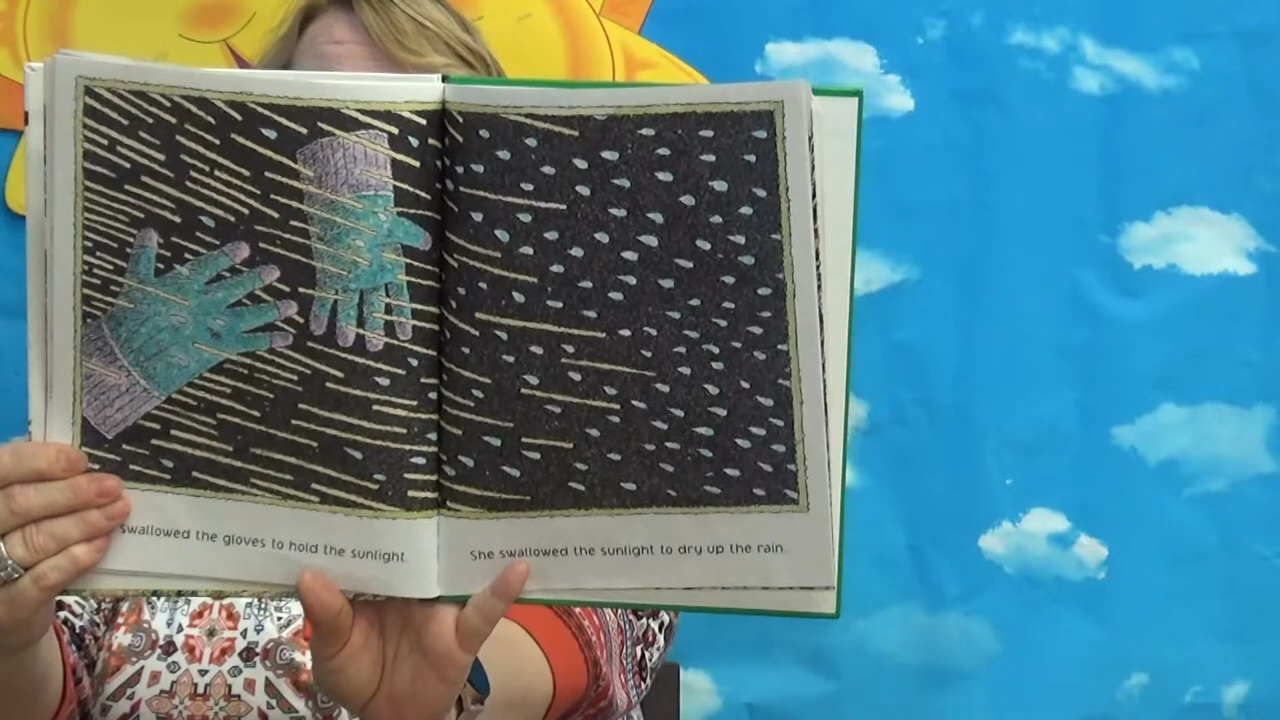 swallowed the gloves to hold the sunlight.
She swallowed the sunlight to dry up the rain.